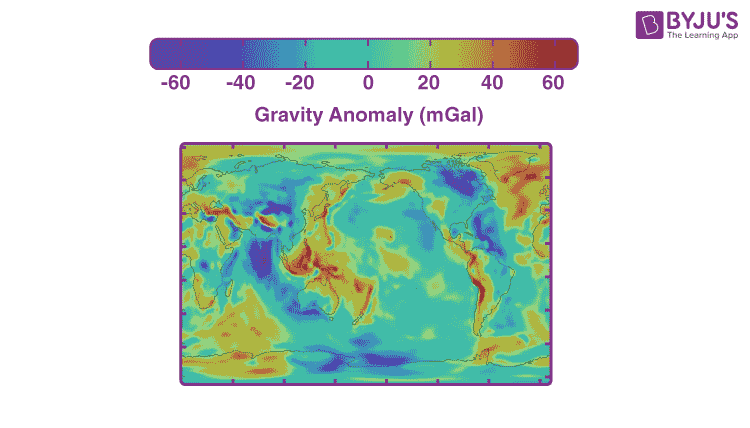 BYJU'S
The Learning App
-60 -40 -20 0 20 40 60
Gravity Anomaly (mGal)